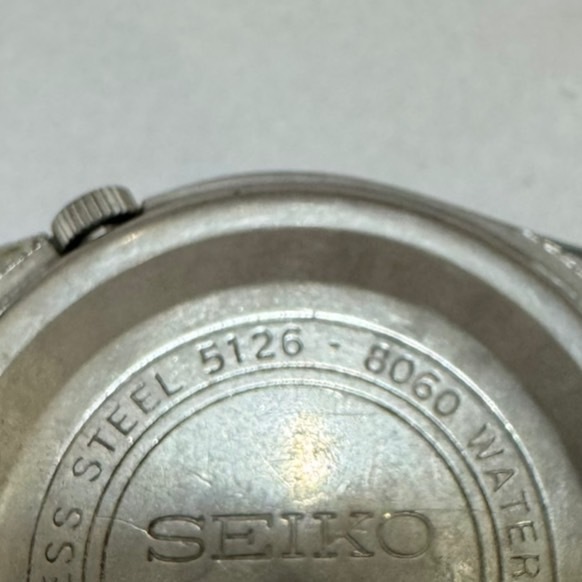 ESS STEEL 5126 - 8060 WATER
SEIKO